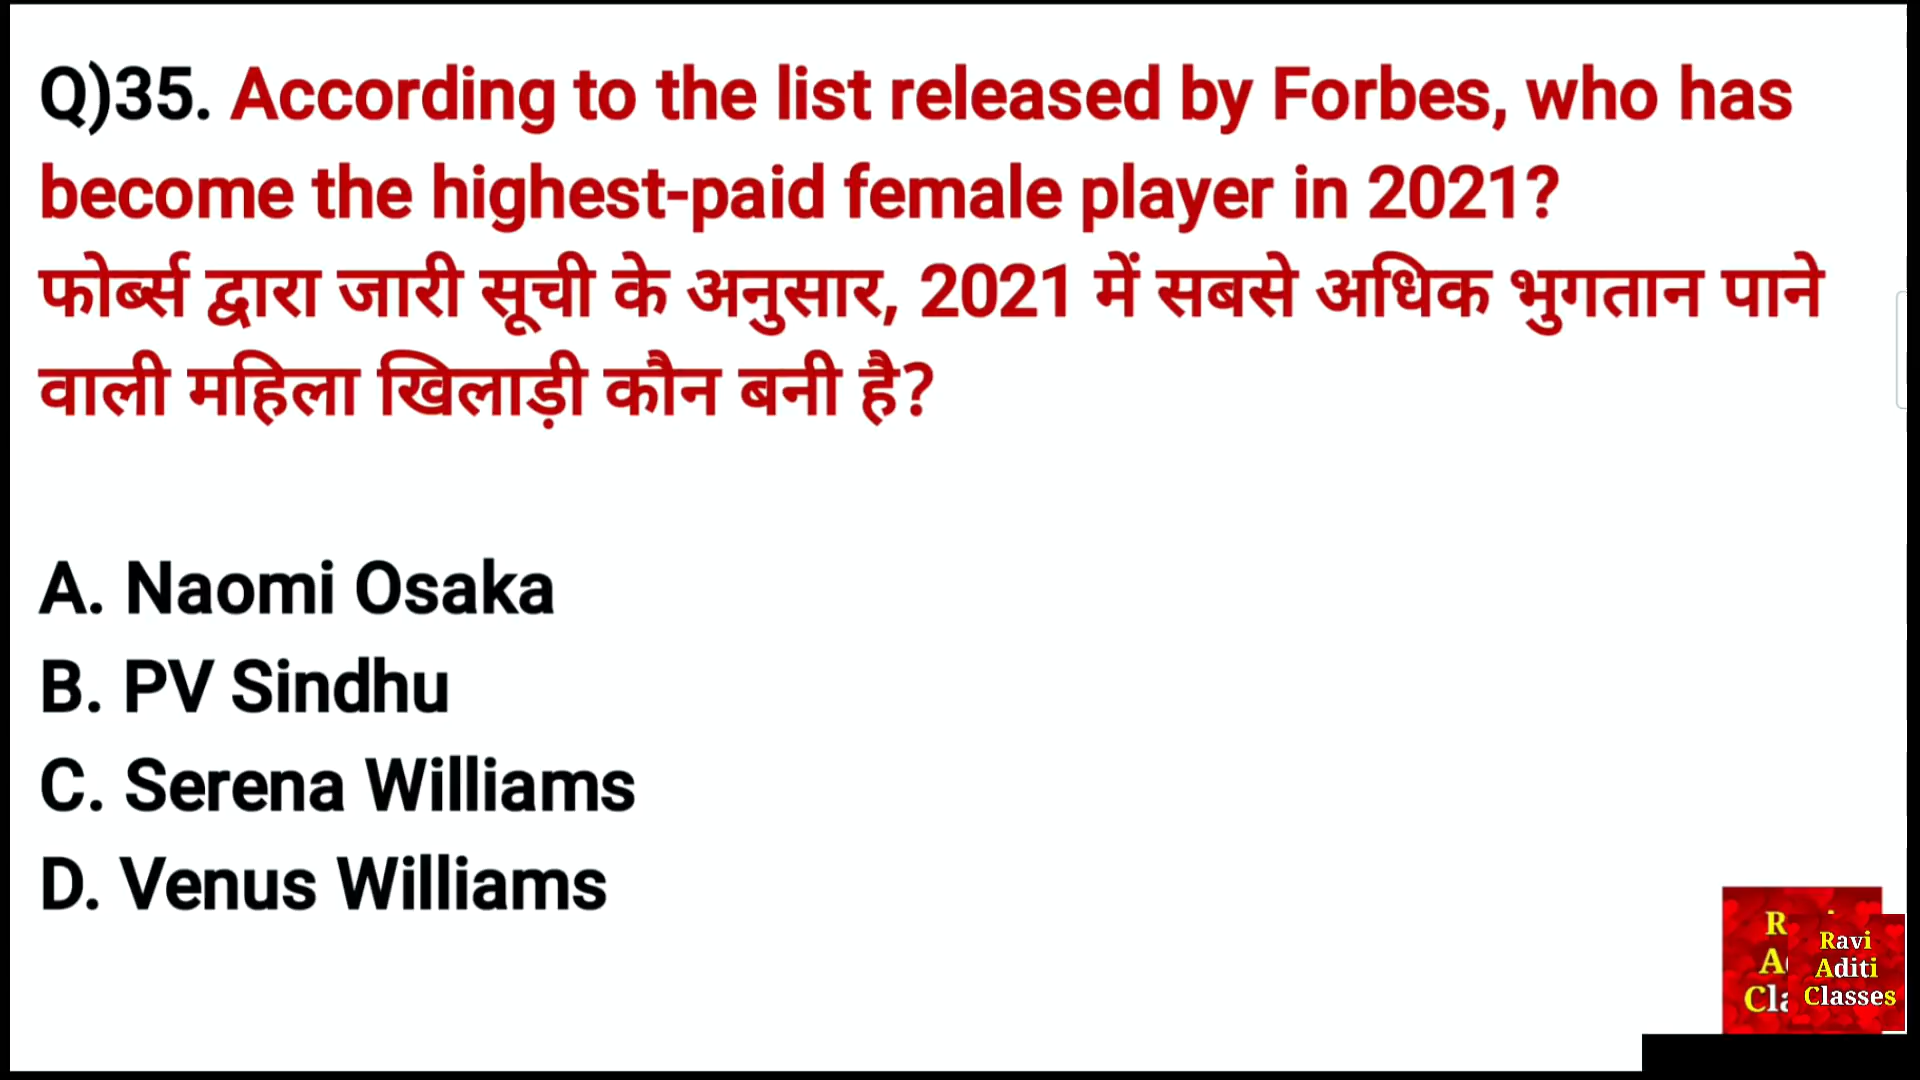 Q)35. According to the list released by Forbes, who has
become the highest-paid female player in 2021?
फोर्ब्स द्वारा जारी सूची के अनुसार, 2021 में सबसे अधिक भुगतान पाने
वाली महिला खिलाड़ी कौन बनी है?
A. Naomi Osaka
B. PV Sindhu
C. Serena Williams
D. Venus Williams
Ravi
Aditi
Classes